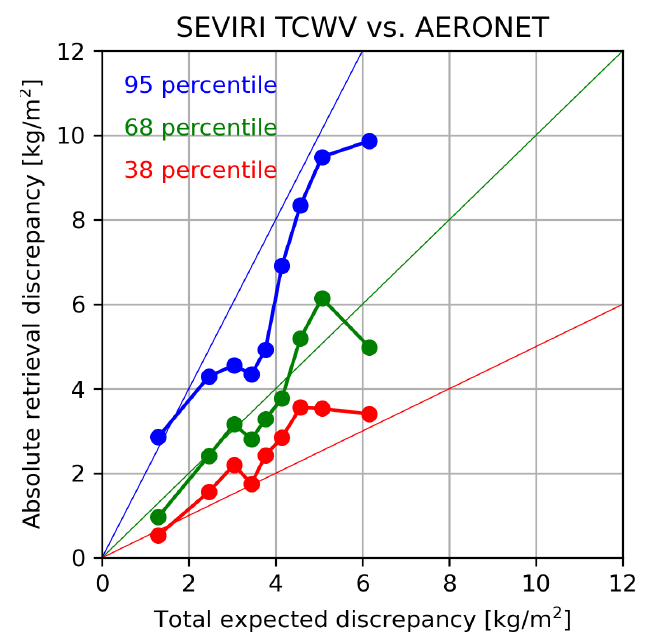 SEVIRI TCWV vs. AERONET
95 percentile
68 percentile
38 percentile
12
10
8
6
4
2
0
0 2 4 6 8 10 12
Absolute retrieval discrepancy [kg/m²]
Total expected discrepancy [kg/m²]